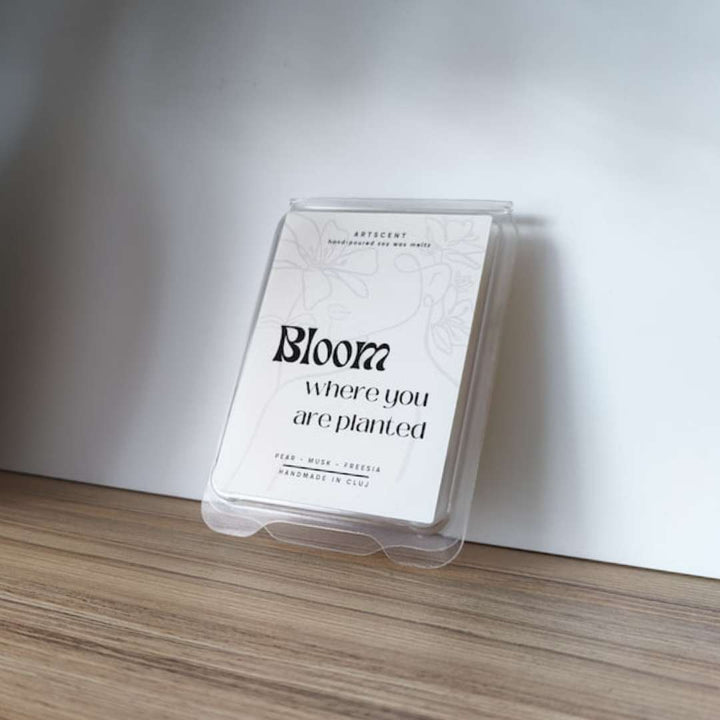 ARTSCENT
hand-poured soy wax melts
Bloom
where you
are planted
PEAR - MUSK - FREESIA
HANDMADE IN CLUJ